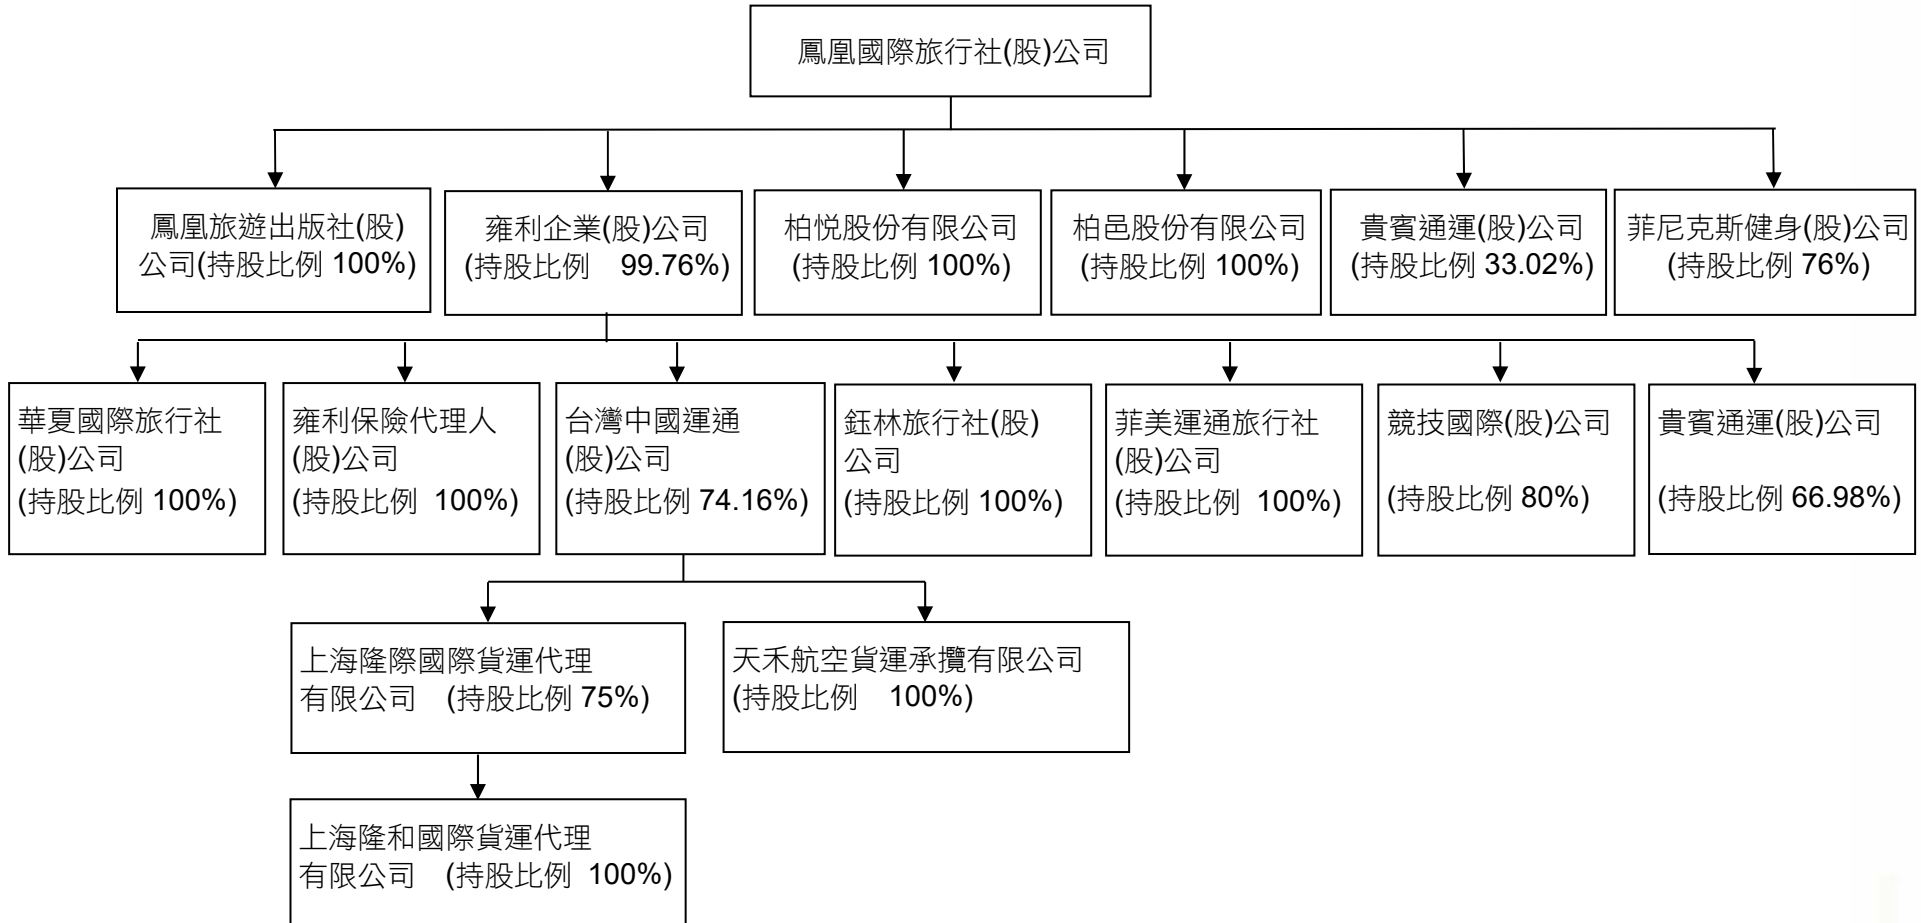 鳳凰國際旅行社(股)公司
鳳凰旅遊出版社(股)
公司(持股比例 100%)
雍利企業(股)公司
(持股比例 99.76%)
柏悦股份有限公司
(持股比例 100%)
柏邑股份有限公司
(持股比例 100%)
貴賓通運(股)公司
(持股比例 33.02%)
菲尼克斯健身(股)公司
(持股比例 76%)
華夏國際旅行社
(股)公司
(持股比例 100%)
雍利保險代理人
(股)公司
(持股比例 100%)
台灣中國運通
(股)公司
(持股比例 74.16%)
鈺林旅行社(股)
公司
(持股比例 100%)
菲美運通旅行社
(股)公司
(持股比例 100%)
競技國際(股)公司
(持股比例 80%)
貴賓通運(股)公司
(持股比例 66.98%)
上海隆際國際貨運代理
有限公司 (持股比例 75%)
天禾航空貨運承攬有限公司
(持股比例 100%)
上海隆和國際貨運代理
有限公司 (持股比例 100%)